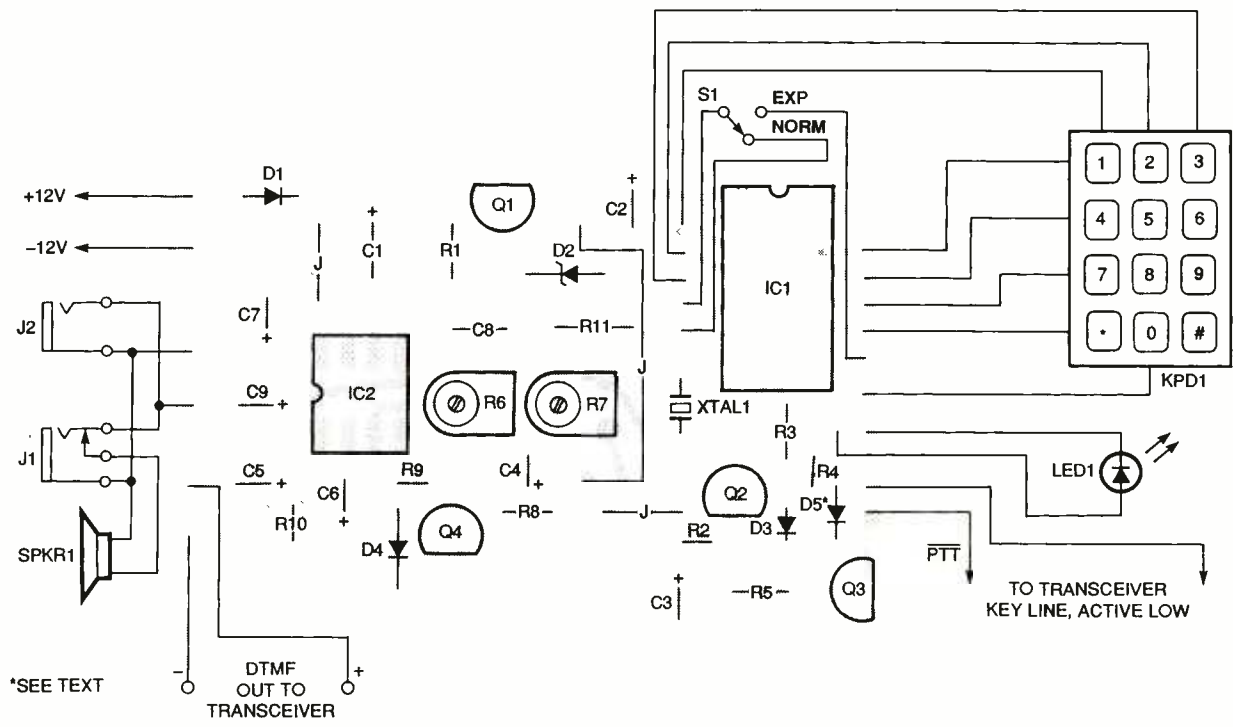 S1
EXP
NORM
1
2
3
4
5
6
7
8
9
*
0
#
KPD1
+12V
−12V
D1
Q1
C2
+
J
C1
+
R1
D2
IC1
J2
C7
+
C8
R11
J
C9
+
IC2
R6
R7
XTAL1
R3
J1
C5
+
R9
C4
+
C6
+
R10
R8
J
Q2
R4
D5*
LED1
SPKR1
D4
Q4
R2
D3
PTT
C3
+
R5
Q3
TO TRANSCEIVER
KEY LINE, ACTIVE LOW
*SEE TEXT
−
+
DTMF
OUT TO
TRANSCEIVER